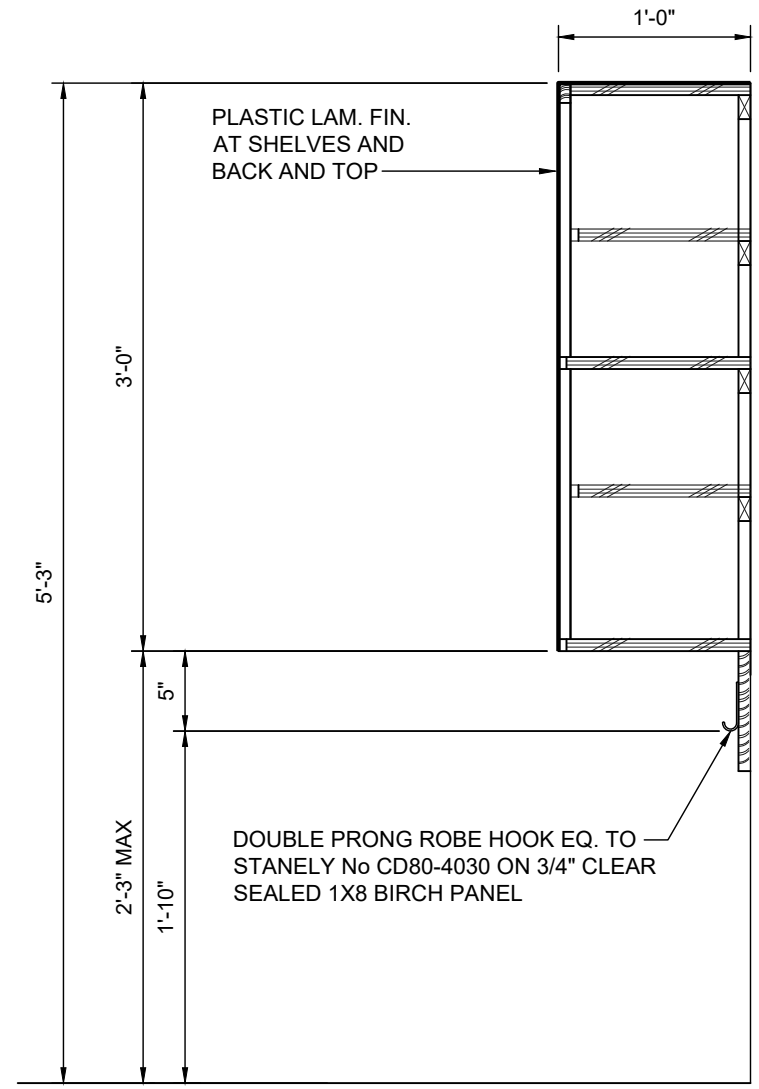 1'-0"
PLASTIC LAM. FIN.
AT SHELVES AND
BACK AND TOP
3'-0"
5'-3"
5"
2'-3" MAX
1'-10"
DOUBLE PRONG ROBE HOOK EQ. TO
STANELY No CD80-4030 ON 3/4" CLEAR
SEALED 1X8 BIRCH PANEL